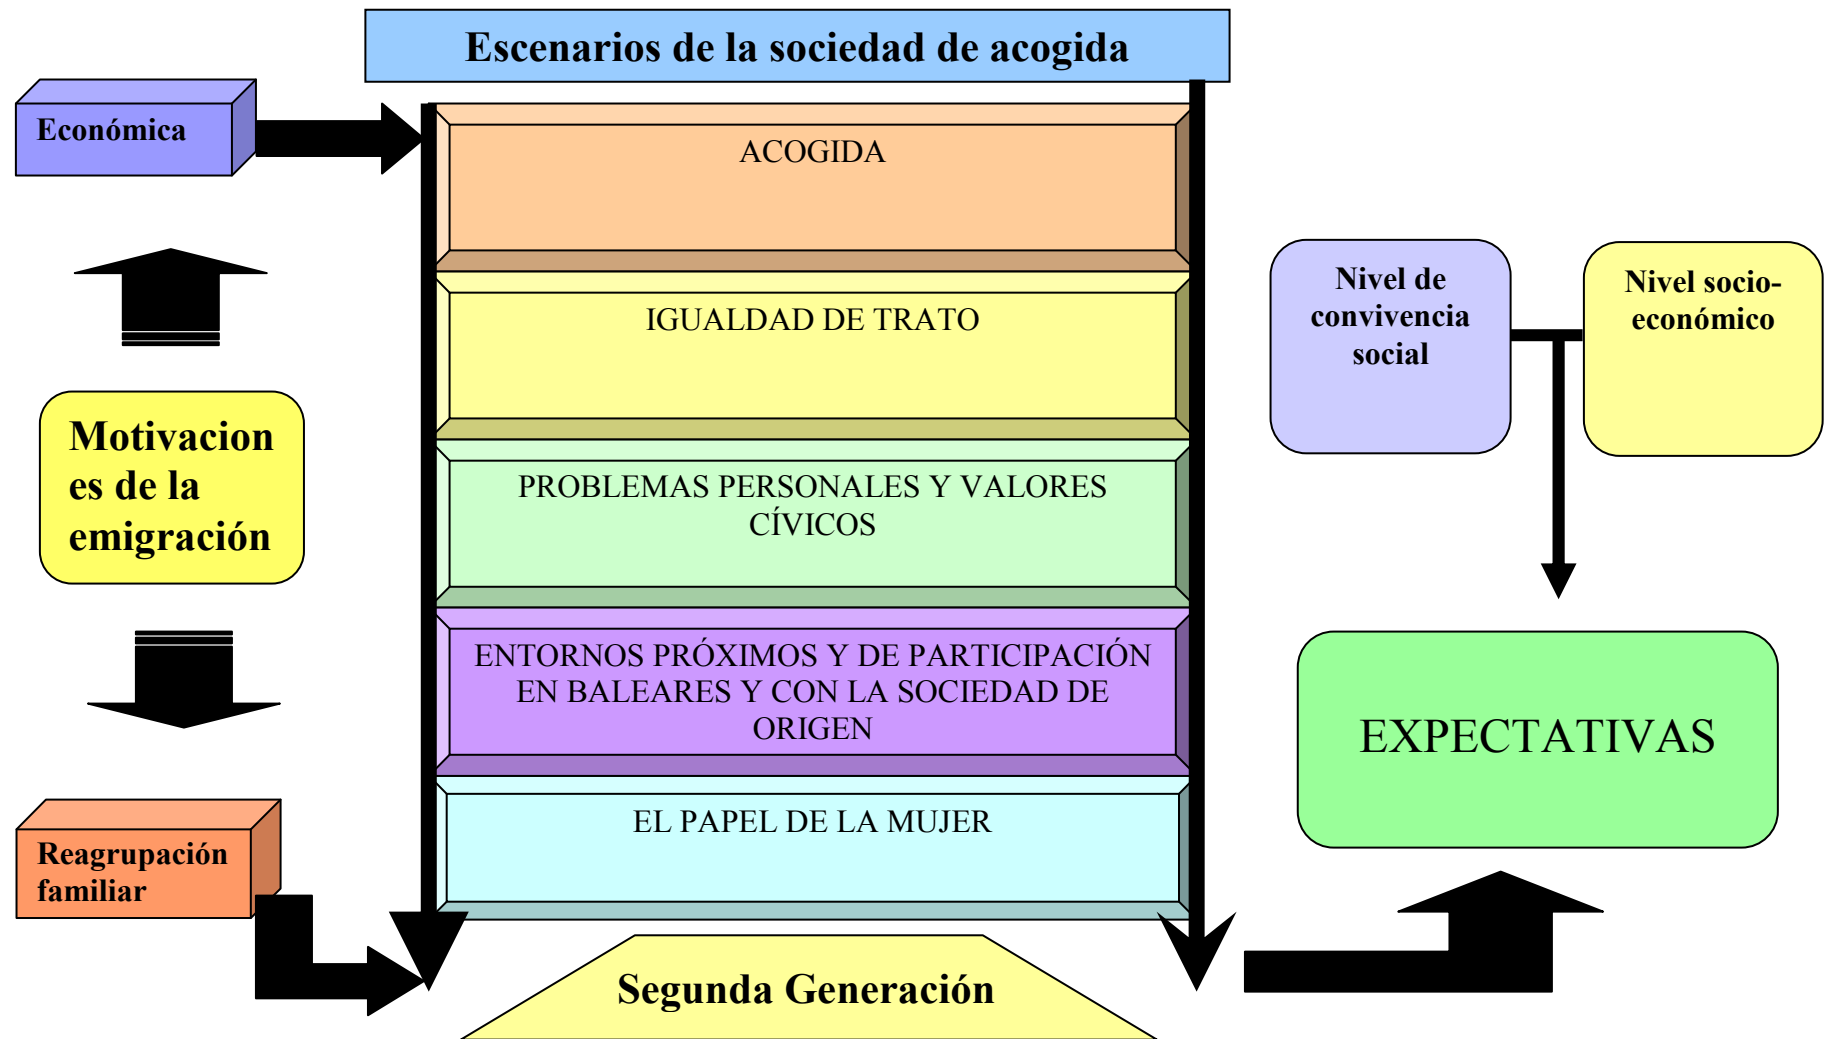 Escenarios de la sociedad de acogida
Económica
Motivacion
es de la
emigración
Reagrupación
familiar
ACOGIDA
IGUALDAD DE TRATO
PROBLEMAS PERSONALES Y VALORES
CÍVICOS
ENTORNOS PRÓXIMOS Y DE PARTICIPACIÓN
EN BALEARES Y CON LA SOCIEDAD DE
ORIGEN
EL PAPEL DE LA MUJER
Segunda Generación
Nivel de
convivencia
social
Nivel socio-
económico
EXPECTATIVAS